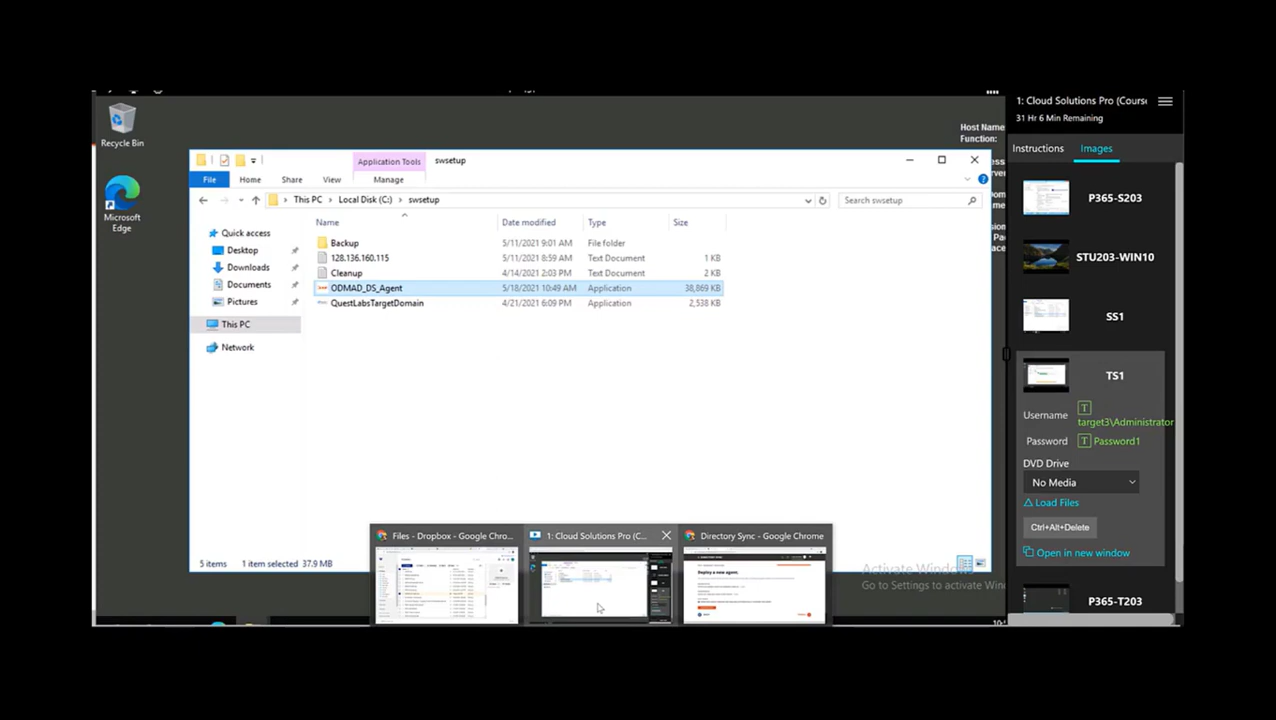 1: Cloud Solutions Pro (Cours
31 Hr 6 Min Remaining
Recycle Bin
Host Name
Function:
Application Tools
swsetup
Instructions
Images
File
Home
Share
View
Manage
This PC
Local Disk (C:)
swsetup
Search swsetup
P365-S203
Name
Date modified
Type
Size
Microsoft
Edge
Quick access
Desktop
Downloads
Documents
Pictures
This PC
Network
Backup
5/11/2021 9:01 AM
File folder
128.136.160.115
5/11/2021 8:59 AM
Text Document
1 KB
Cleanup
4/14/2021 2:03 PM
Text Document
2 KB
ODMAD_DS_Agent
5/18/2021 10:49 AM
Application
38,869 KB
QuestLabsTargetDomain
4/21/2021 6:09 PM
Application
2,538 KB
STU203-WIN10
SS1
TS1
Username
T
target3\Administrator
Password
T Password1
DVD Drive
No Media
Load Files
Ctrl+Alt+Delete
Open in new window
P365-T203
Files - Dropbox - Google Chro...
1: Cloud Solutions Pro (C...
Directory Sync - Google Chrome
Deploy a new agent.
5 items
1 item selected 37.9 MB
Activate Window
Go to Settings to activate Win